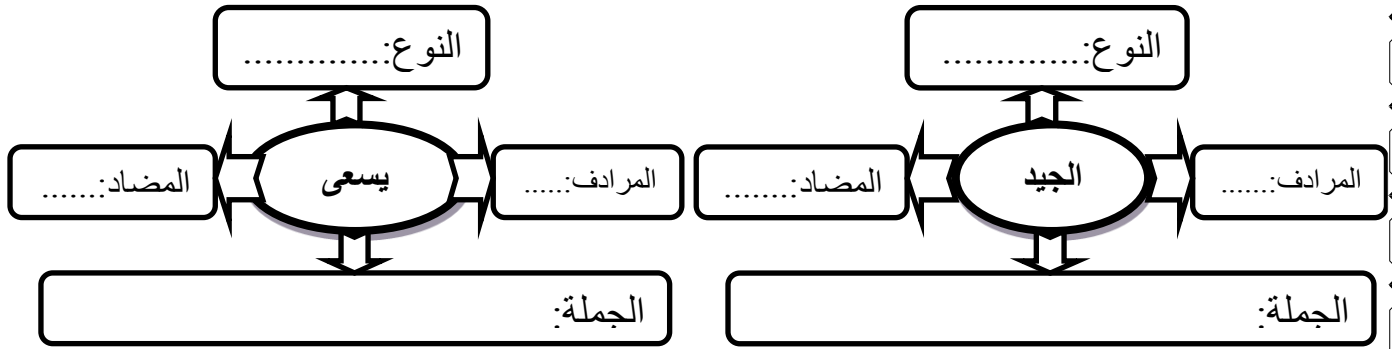 النوع:..............
النوع:..............
المرادف:......
الجيد
المضاد:.......
المرادف:.....
يسعى
المضاد:.......
الجملة:
الجملة: